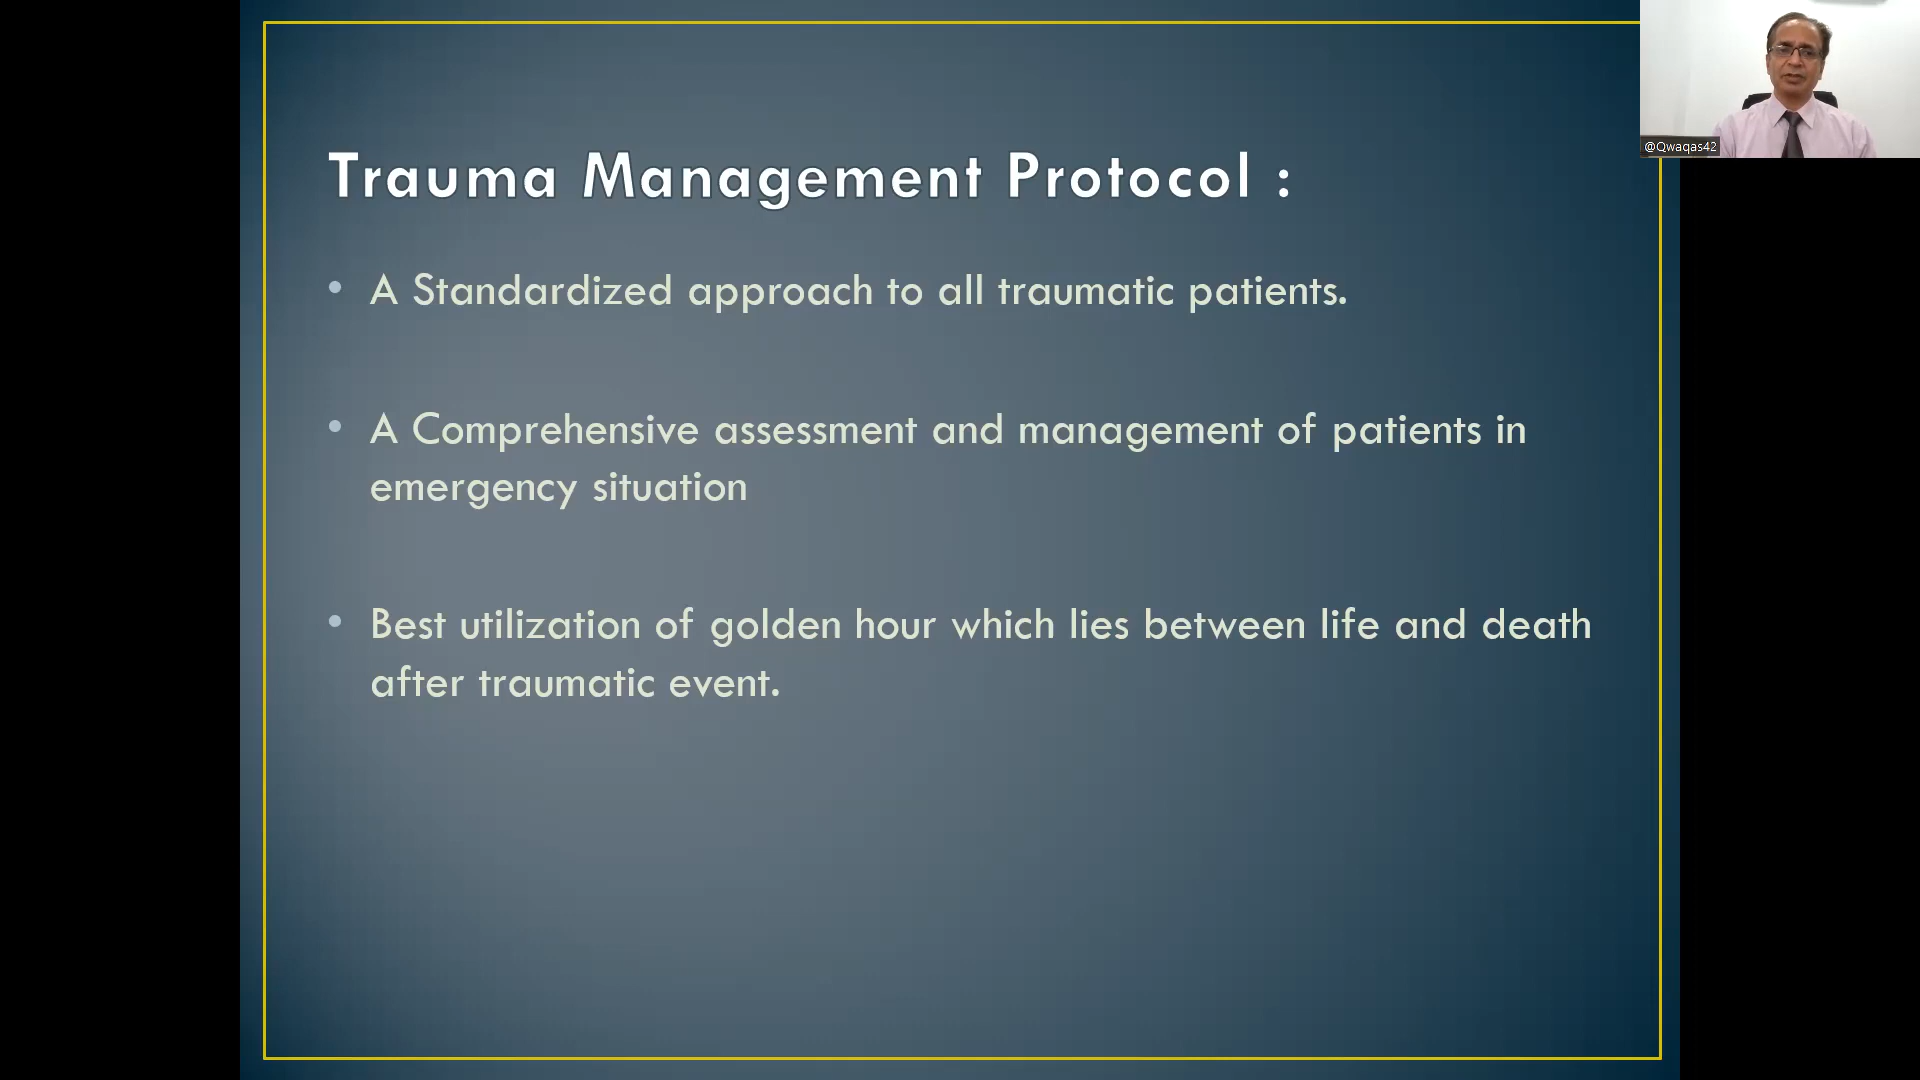 Trauma Management Protocol :
• A Standardized approach to all traumatic patients.
• A Comprehensive assessment and management of patients in
emergency situation
• Best utilization of golden hour which lies between life and death
after traumatic event.
@Qwaqas42